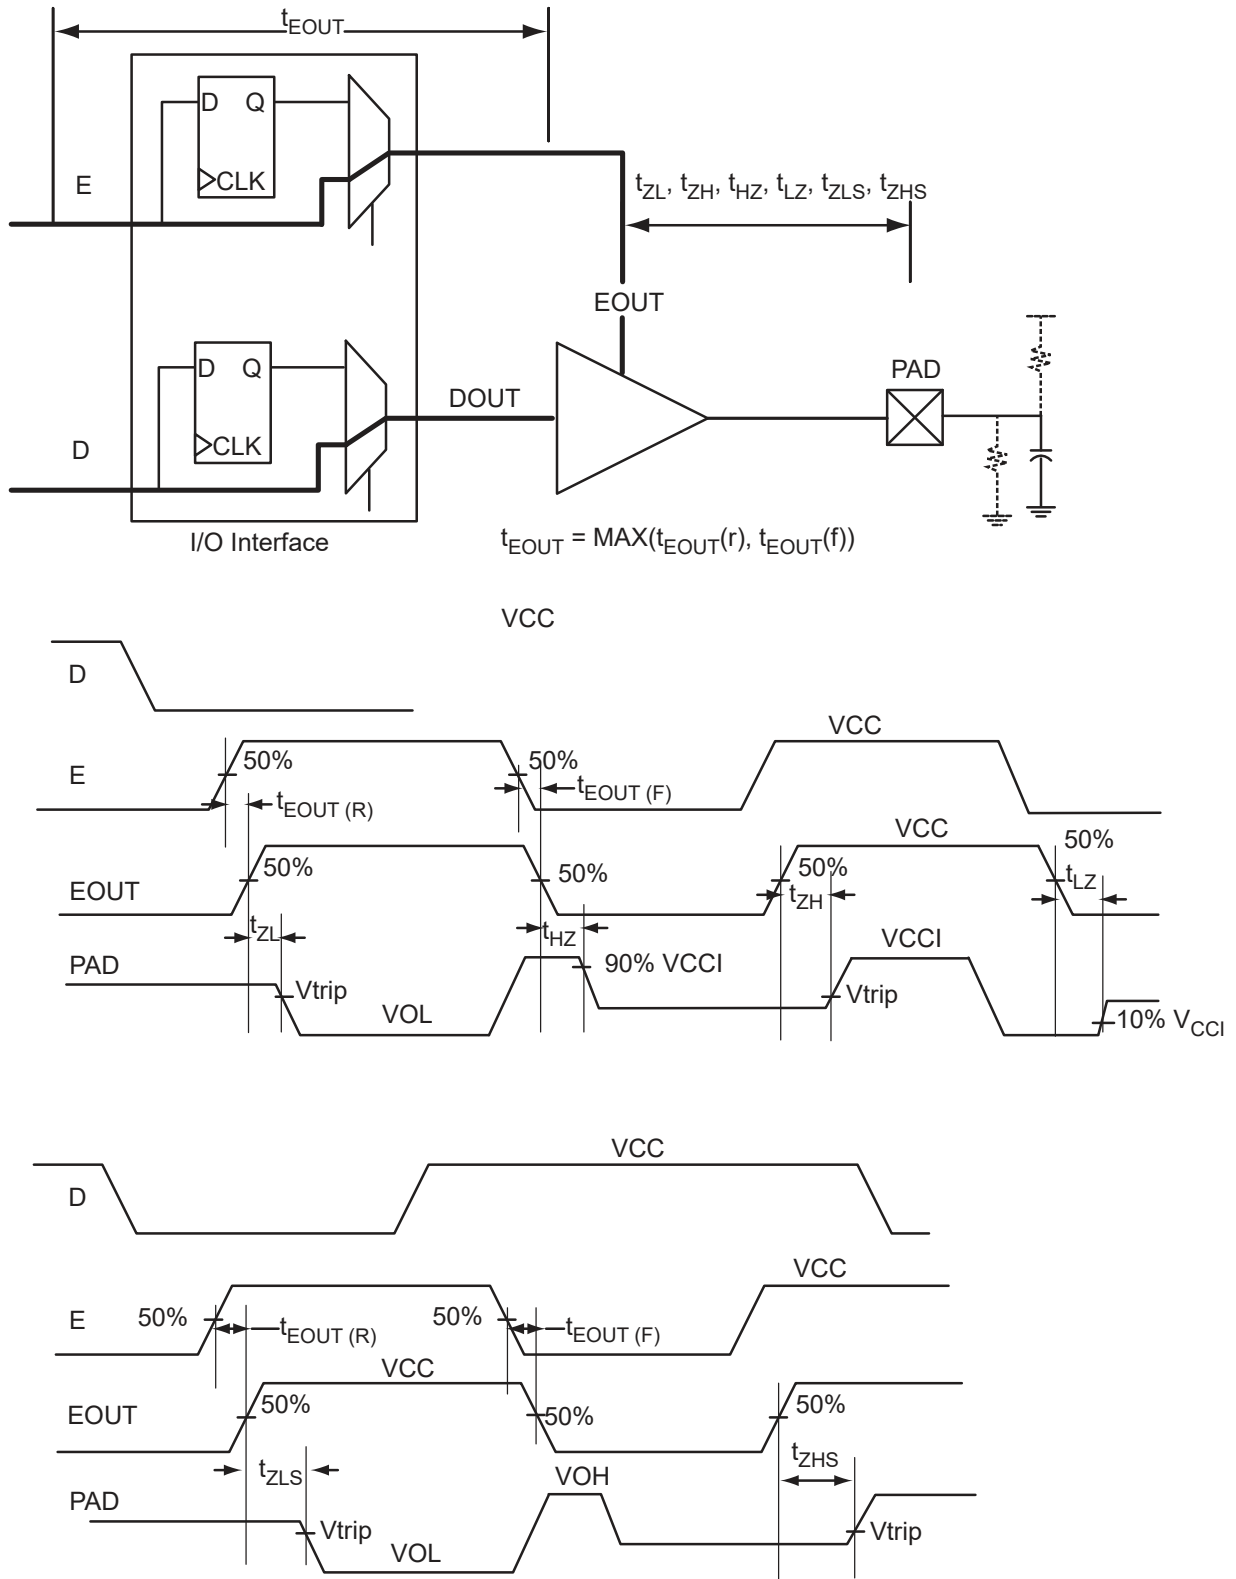 tEOUT
D Q
CLK
E
tZL, tZH, tHZ, tLZ, tZLS, tZHS
EOUT
D Q
CLK
D
DOUT
PAD
I/O Interface
tEOUT = MAX(tEOUT(r), tEOUT(f))
VCC
D
VCC
E
50%
50%
tEOUT (R)
tEOUT (F)
VCC
50%
EOUT
50%
50%
50%
tZL
tHZ
tZH
tLZ
PAD
Vtrip
VOL
90% VCCI
Vtrip
VCCI
10% VCCI
VCC
D
VCC
E
50%
tEOUT (R)
50%
tEOUT (F)
VCC
EOUT
50%
50%
50%
tZLS
tZHS
PAD
VOH
Vtrip
VOL
Vtrip